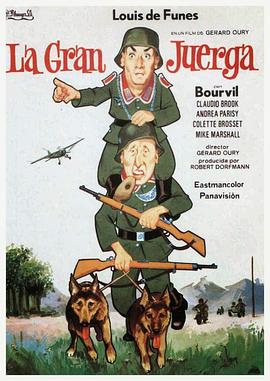 Louis de Funes
EN UN FILM DE GERARD OURY
LA GRAN JUERGA
con
Bourvil
CLAUDIO BROOK
ANDREA PARISY
COLETTE BROSSET
MIKE MARSHALL
director
GERARD OURY
producida por
ROBERT DORFMANN
Eastmancolor
Panavisión